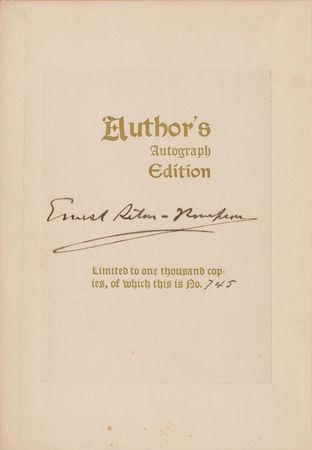 Author's
Autograph
Edition
Ernest Seton-Thompson
Limited to one thousand cop-
ies, of which this is No. 745